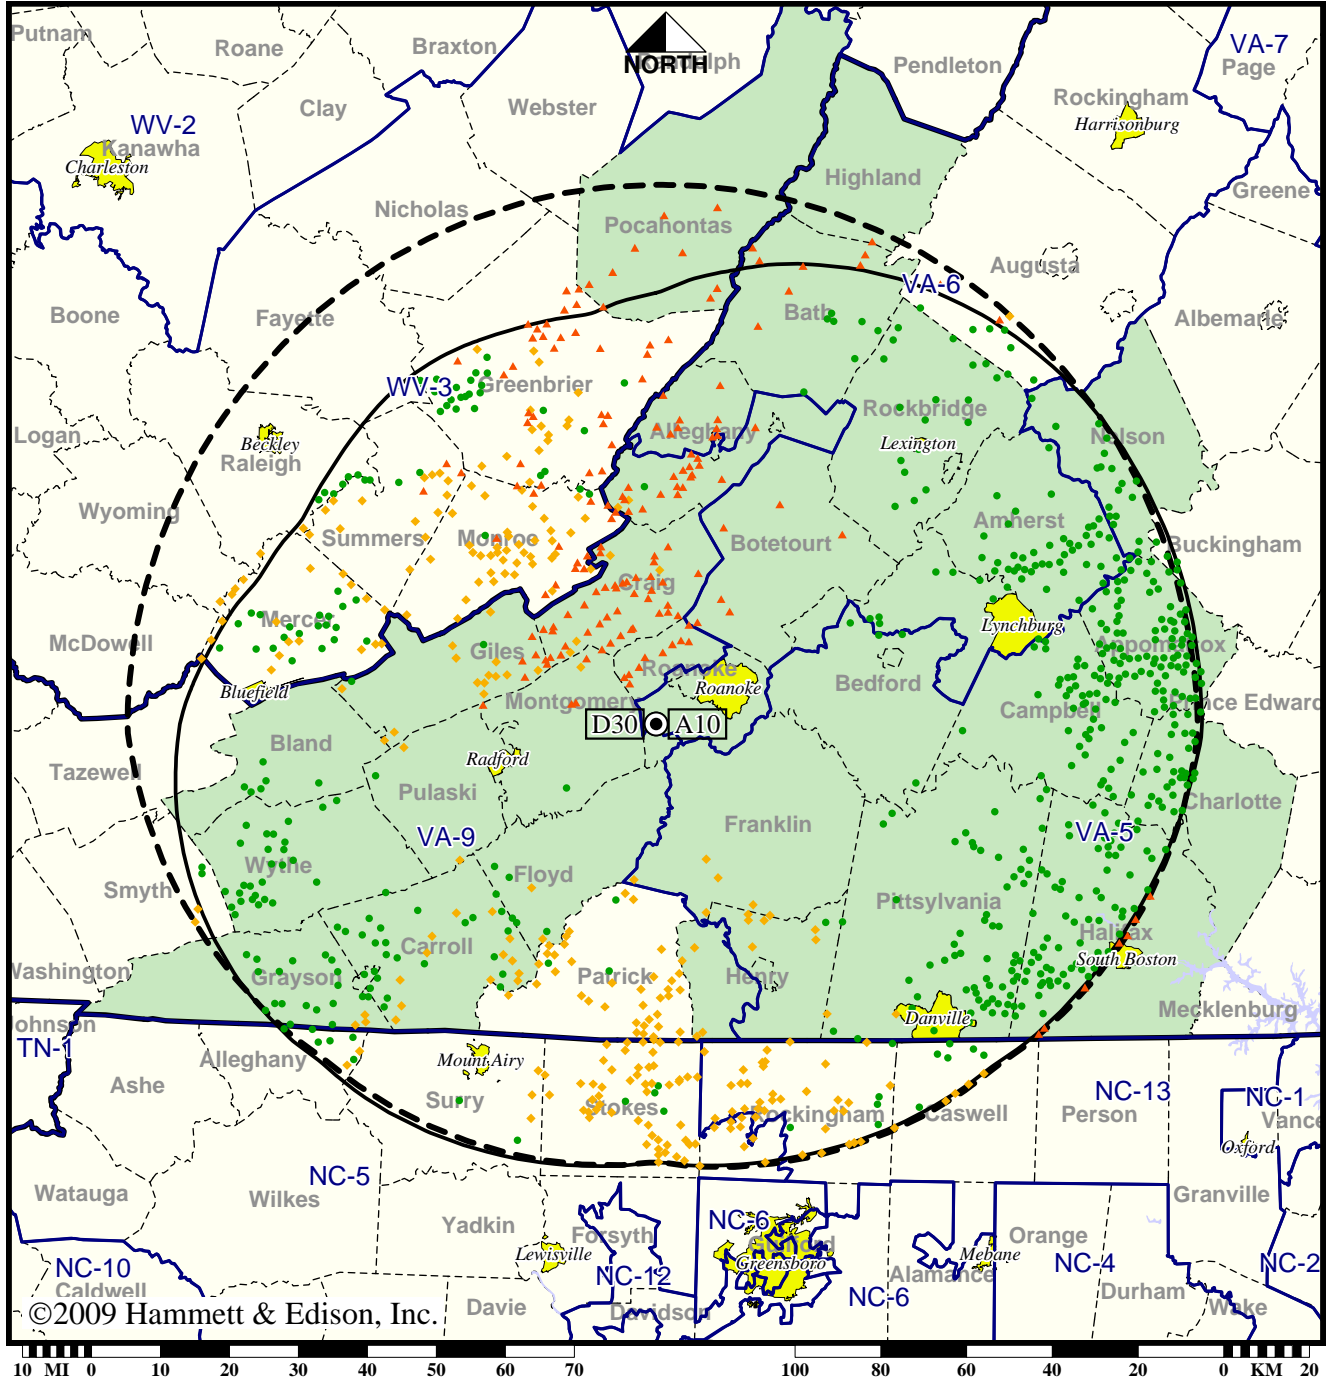 Putnam
Roane
Braxton
Randolph
NORTH
Pendleton
VA-7
Page
Clay
Webster
Rockingham
Harrisonburg
WV-2
Kanawha
Charleston
Highland
Greene
Nicholas
Pocahontas
Augusta
VA-6
Boone
Fayette
Bath
Albemarle
WV-3
Greenbrier
Rockbridge
Logan
Beckley
Raleigh
Alleghany
Lexington
Nelson
Wyoming
Summers
Monroe
Botetourt
Amherst
Buckingham
Craig
Mercer
McDowell
Giles
Lynchburg
Appomattox
Roanoke
Roanoke
Bedford
Bluefield
Montgomery
Campbell
Prince Edward
D30
A10
Bland
Radford
Tazewell
Pulaski
Charlotte
Franklin
VA-9
VA-5
Wythe
Floyd
Smyth
Pittsylvania
Halifax
Carroll
South Boston
Washington
Grayson
Patrick
Henry
Mecklenburg
Johnson
Danville
TN-1
Alleghany
Mount Airy
Ashe
Surry
Stokes
Rockingham
Caswell
Person
NC-13
NC-1
Vance
Oxford
NC-5
Watauga
Wilkes
Granville
Yadkin
Forsyth
NC-6
Guilford
Greensboro
Orange
Lewisville
Mebane
NC-10
Caldwell
NC-12
Alamance
NC-4
NC-2
NC-6
Durham
Davie
Davidson
Wake
©2009 Hammett & Edison, Inc.
10 MI 0 10 20 30 40 50 60 70 100 80 60 40 20 0 KM 20